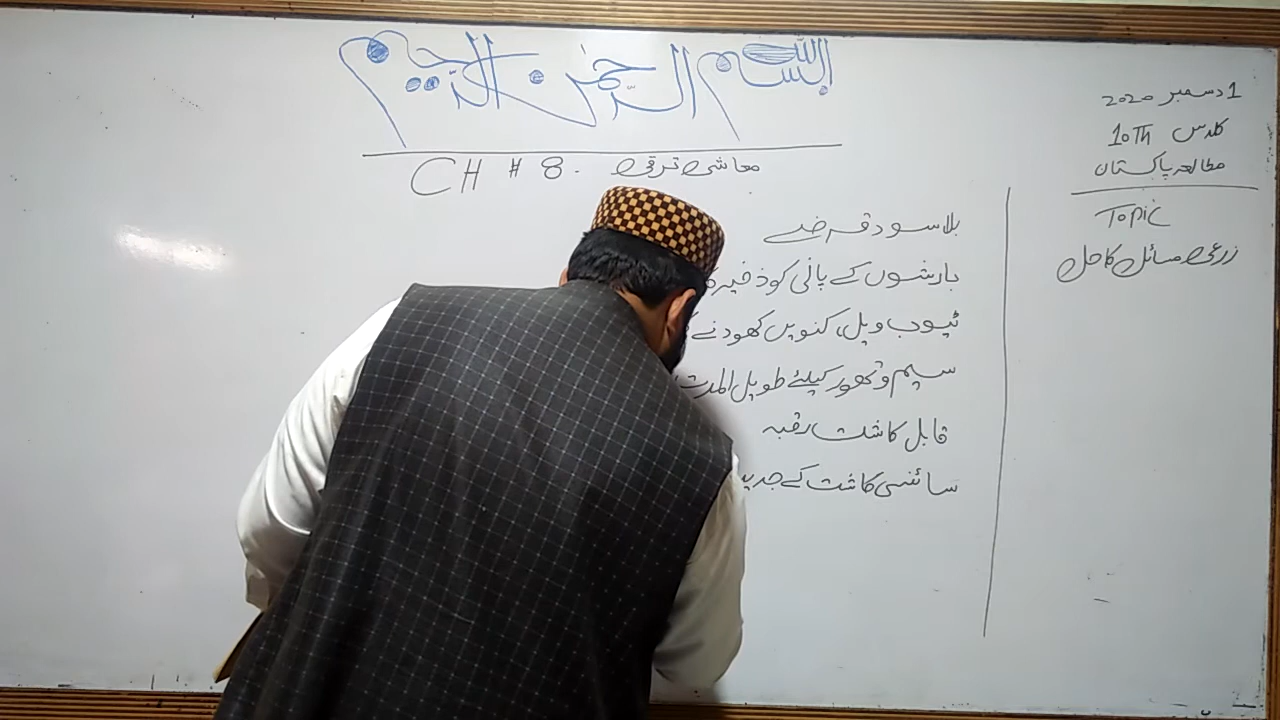 بسم اللہ الرحمٰن الرحیم
CH # 8. معاشی ترقی
1 دسمبر 2020
کلاس 10Th
مطالعہ پاکستان
Topic
زرعی مسائل کا حل
بلا سود قرضے
بارشوں کے پانی کو ذخیرہ
ٹیوب ویل، کنویں کھودنے
سیم و تھور کیلئے طویل المدت
قابل کاشت رقبہ
سائنسی کاشت کے جدید